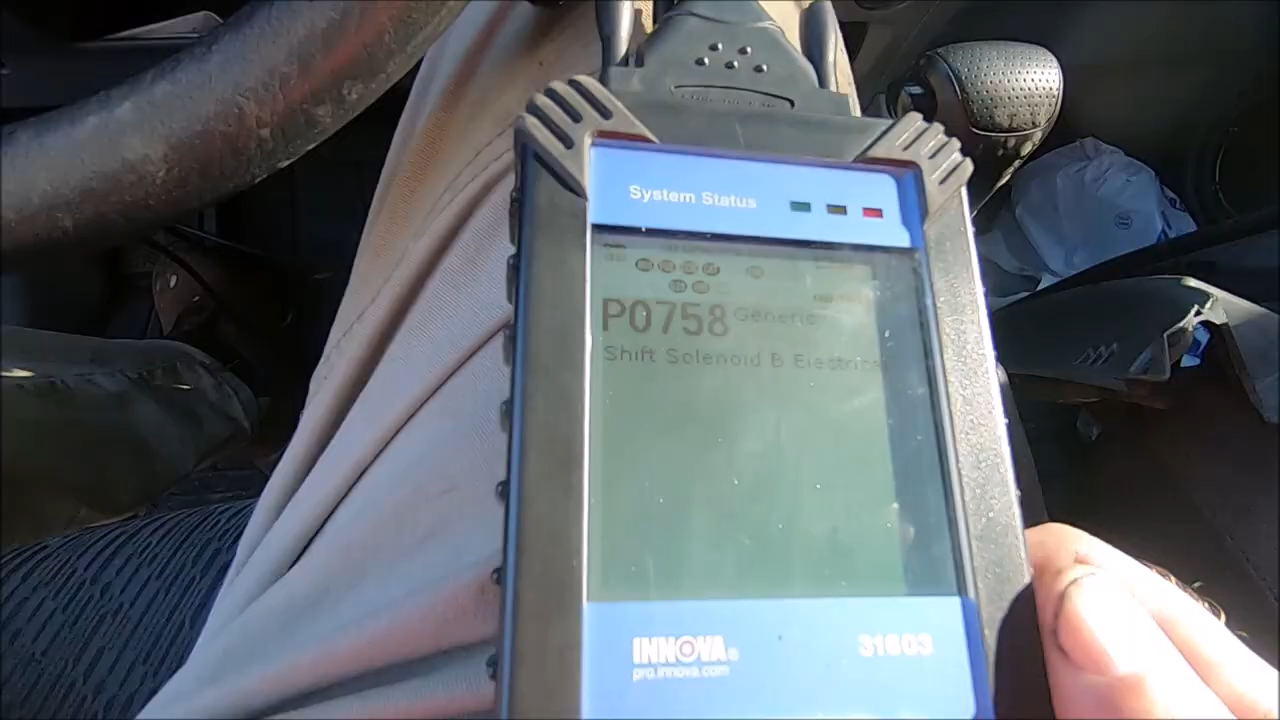 System Status
P0758 Generic
Shift Solenoid B Electrical
INNOVA® 31603
pro.innova.com